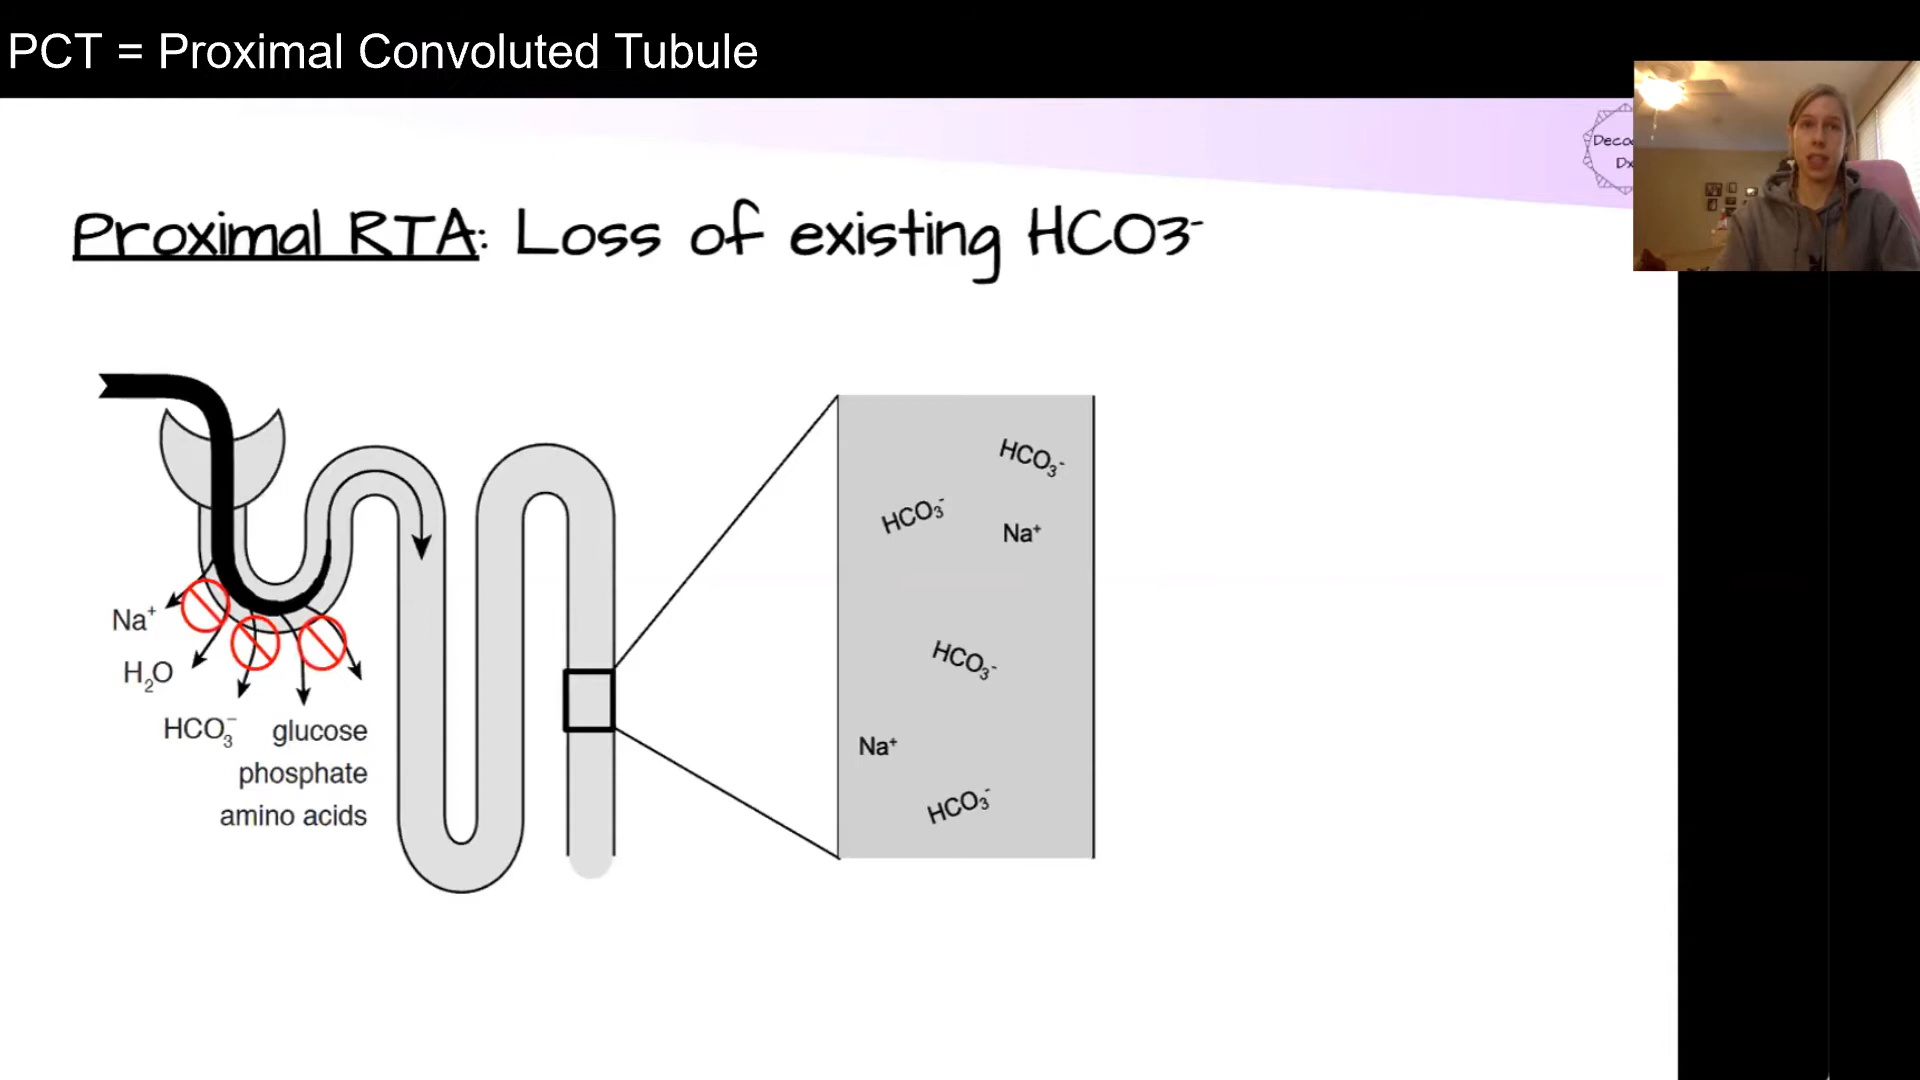 PCT = Proximal Convoluted Tubule
Proximal RTA: Loss of existing HCO3-
Na⁺
H₂O
HCO₃⁻ glucose
phosphate
amino acids
HCO₃⁻
HCO₃⁻
Na⁺
HCO₃⁻
Na⁺
HCO₃⁻